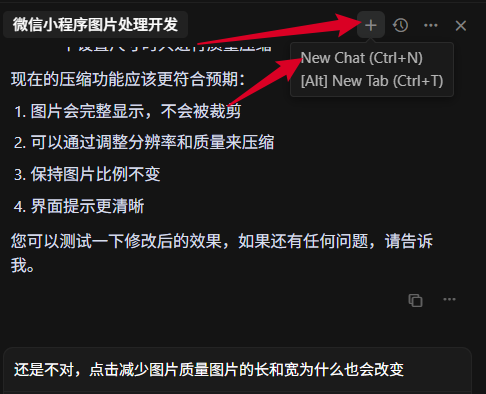 微信小程序图片处理开发
New Chat (Ctrl+N)
[Alt] New Tab (Ctrl+T)
现在的压缩功能应该更符合预期：
1. 图片会完整显示，不会被裁剪
2. 可以通过调整分辨率和质量来压缩
3. 保持图片比例不变
4. 界面提示更清晰
您可以测试一下修改后的效果，如果还有任何问题，请告诉
我。
还是不对，点击减少图片质量图片的长和宽为什么也会改变